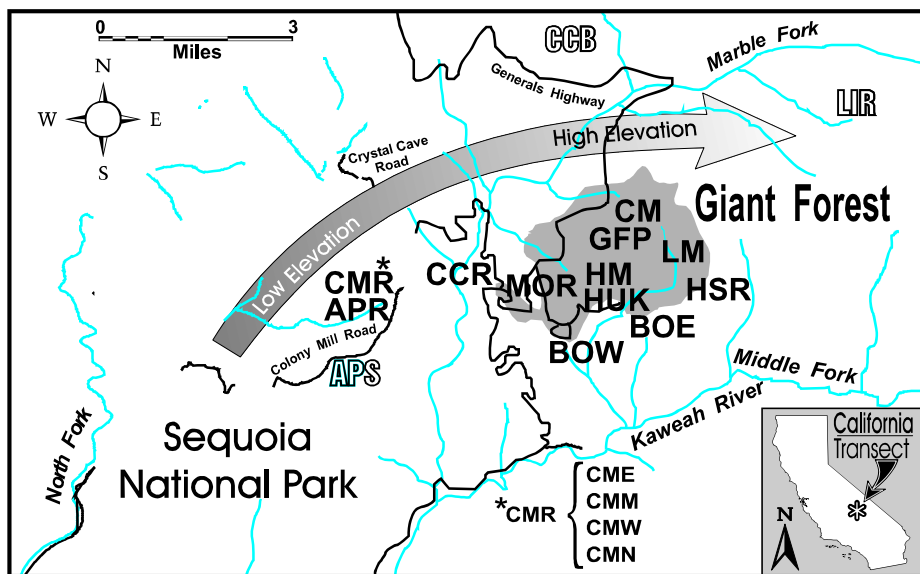 0 3
Miles
N
W E
S
CCB
Marble Fork
Generals Highway
LIR
High Elevation
Crystal Cave
Road
Giant Forest
CM
GFP
LM
Low Elevation
*
CMR
APR
CCR
MOR
HM
HUK
HSR
BOE
BOW
Colony Mill Road
APS
Middle Fork
Kaweah River
North Fork
Sequoia
National Park
*CMR
CME
CMM
CMW
CMN
California
Transect
N
*